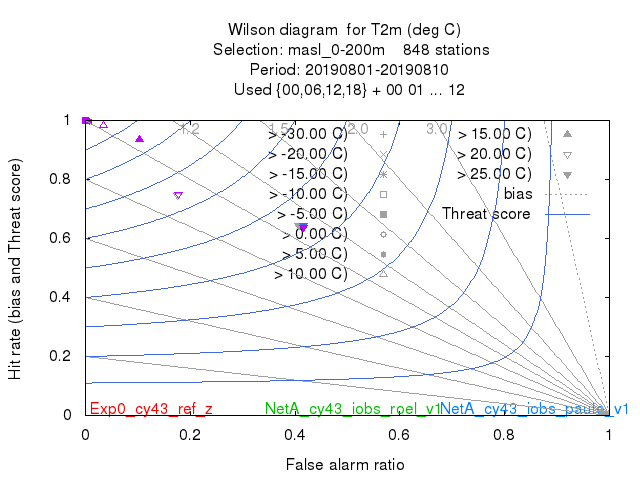 Wilson diagram for T2m (deg C)
Selection: masl_0-200m 848 stations
Period: 20190801-20190810
Used {00,06,12,18} + 00 01 ... 12
Hit rate (bias and Threat score)
1
0.8
0.6
0.4
0.2
0
1.2
1.5
2.0
3.0
> -30.00 C)
> -20.00 C)
> -15.00 C)
> -10.00 C)
> -5.00 C)
> 0.00 C)
> 5.00 C)
> 10.00 C)
> 15.00 C)
> 20.00 C)
> 25.00 C)
bias
Threat score
Exp0_cy43_ref_z
NetA_cy43_iobs_roel_v1
NetA_cy43_iobs_paule_v1
0 0.2 0.4 0.6 0.8 1
False alarm ratio